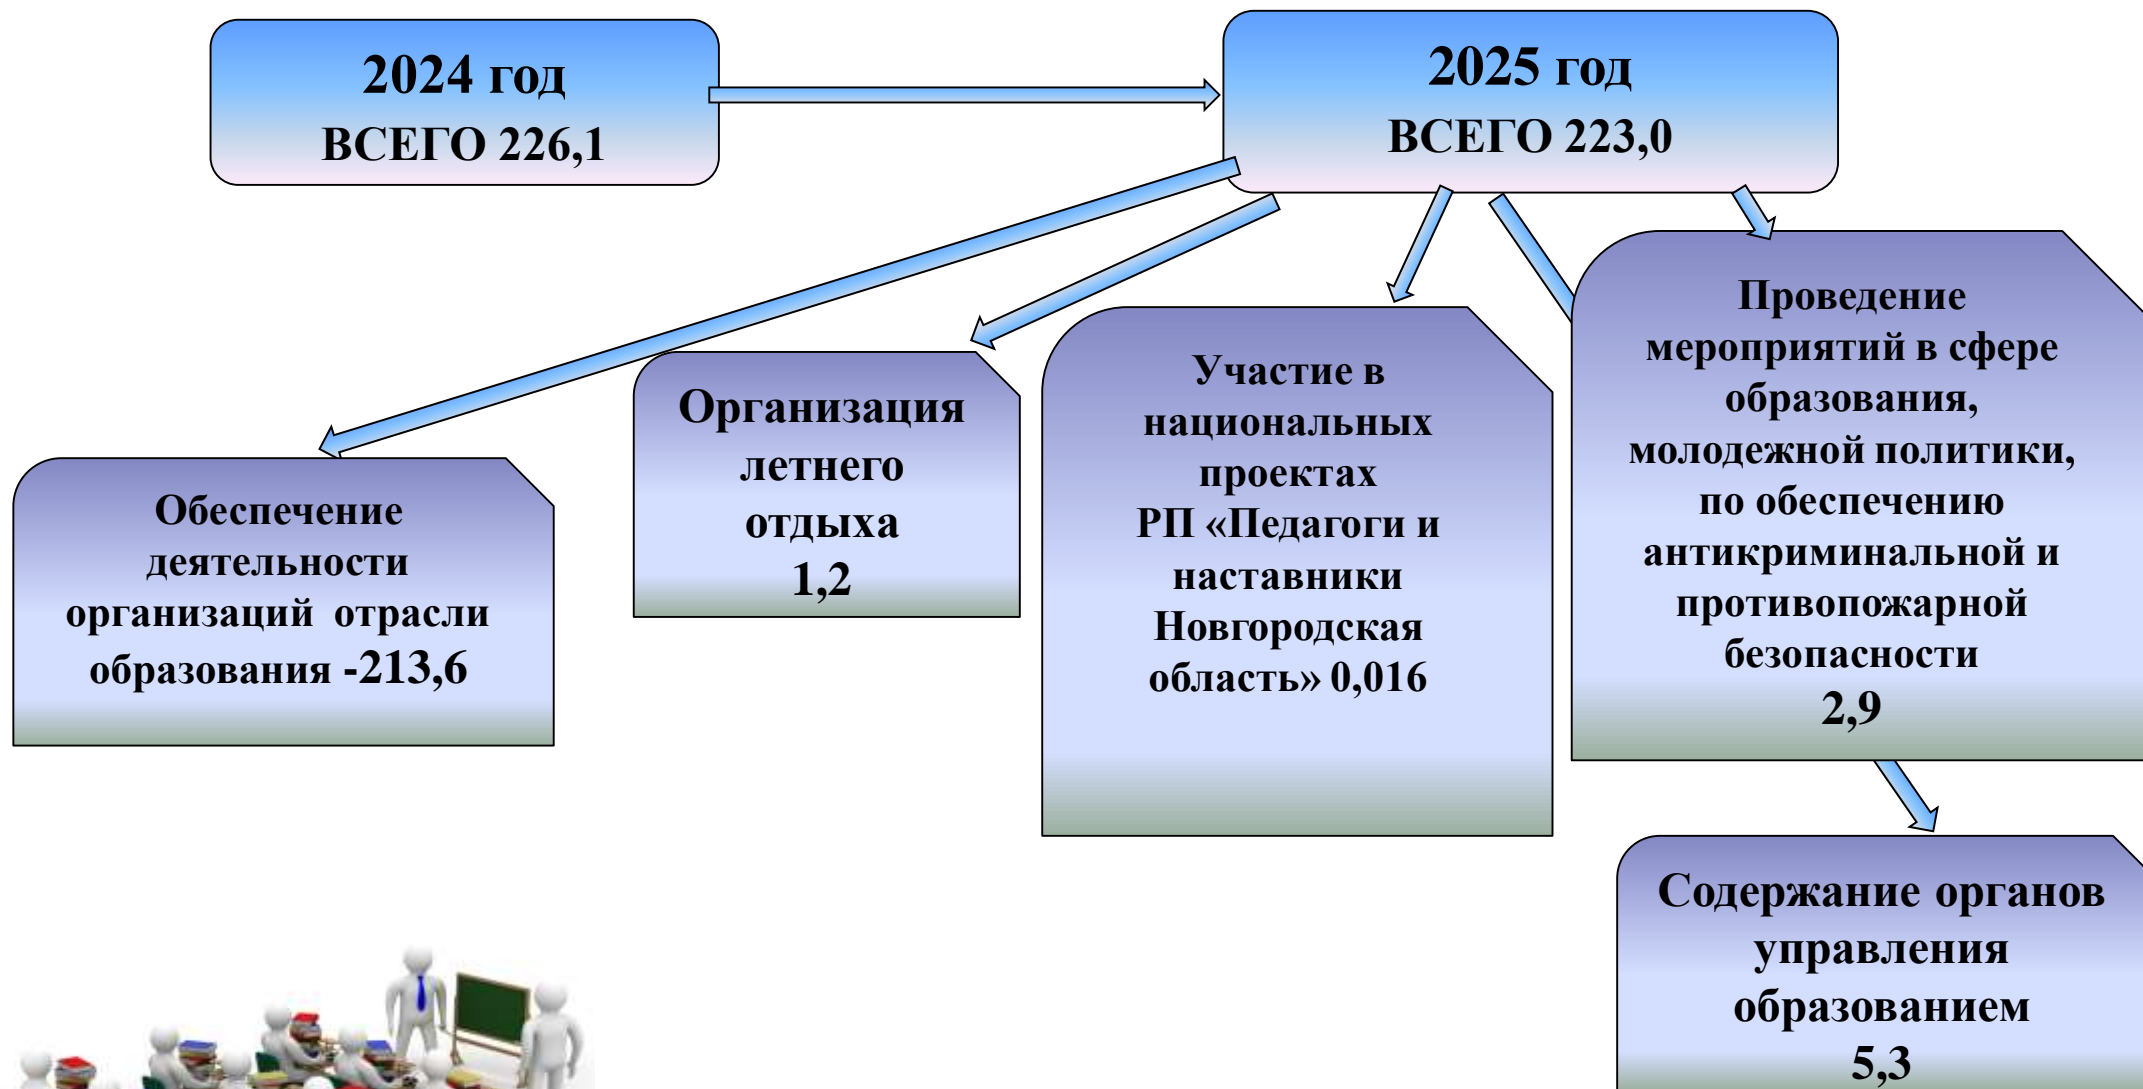 2024 год
ВСЕГО 226,1
2025 год
ВСЕГО 223,0
Обеспечение
деятельности
организаций отрасли
образования -213,6
Организация
летнего
отдыха
1,2
Участие в
национальных
проектах
РП «Педагоги и
наставники
Новгородская
область» 0,016
Проведение
мероприятий в сфере
образования,
молодежной политики,
по обеспечению
антикриминальной и
противопожарной
безопасности
2,9
Содержание органов
управления
образованием
5,3